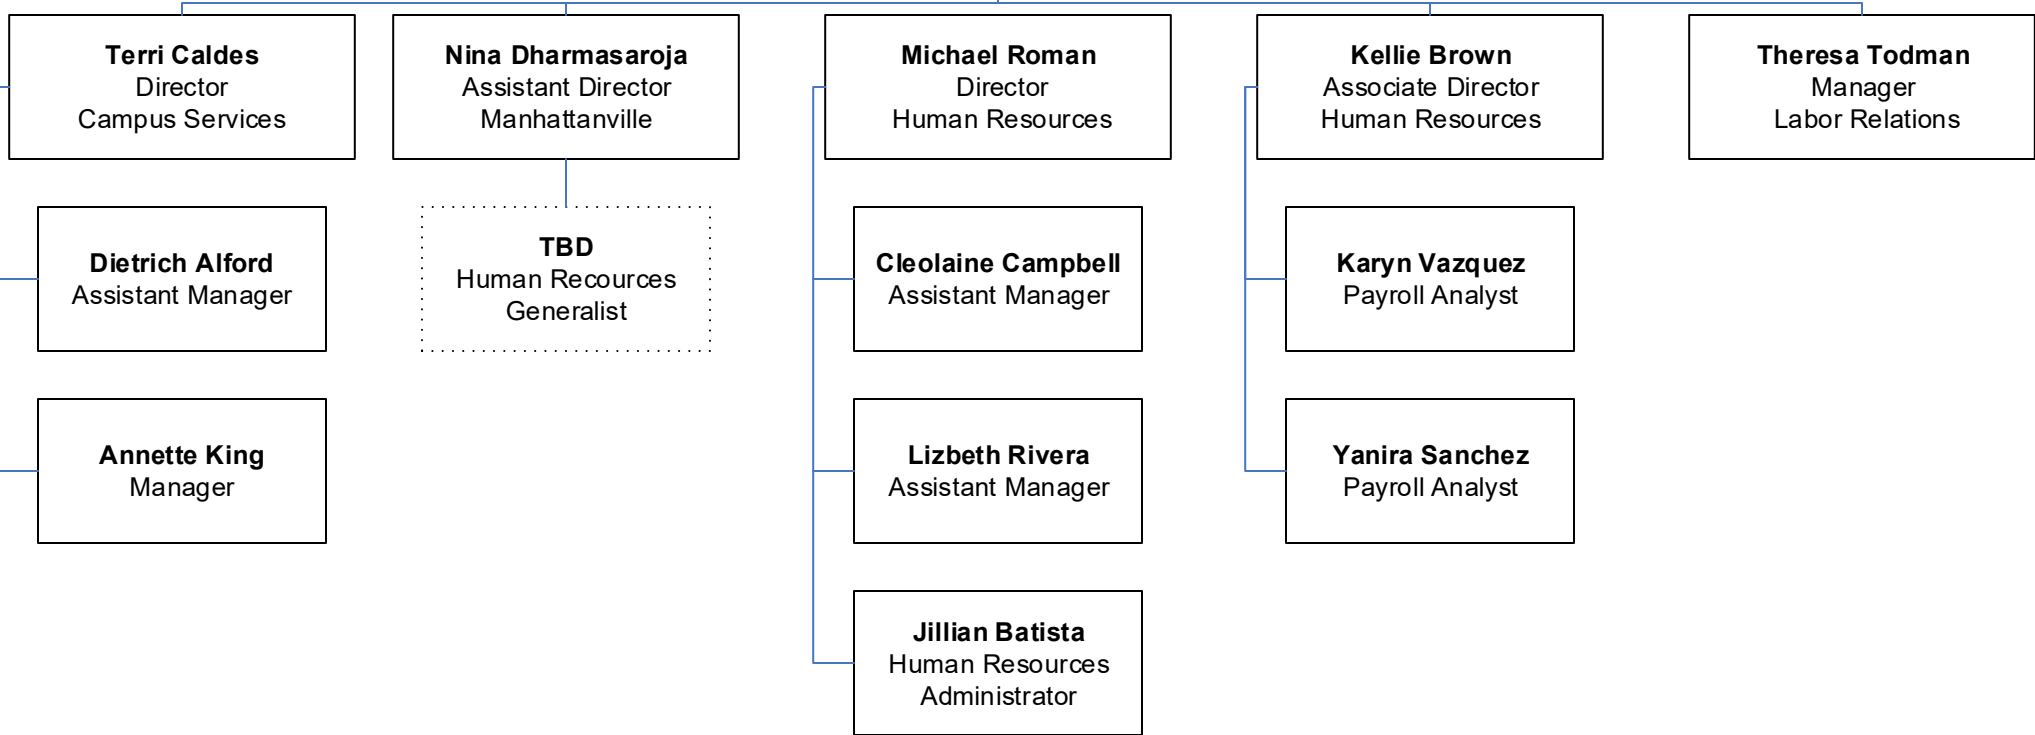 Terri Caldes
Director
Campus Services
Nina Dharmasaroja
Assistant Director
Manhattanville
Michael Roman
Director
Human Resources
Kellie Brown
Associate Director
Human Resources
Theresa Todman
Manager
Labor Relations
Dietrich Alford
Assistant Manager
TBD
Human Recources
Generalist
Cleolaine Campbell
Assistant Manager
Karyn Vazquez
Payroll Analyst
Annette King
Manager
Lizbeth Rivera
Assistant Manager
Yanira Sanchez
Payroll Analyst
Jillian Batista
Human Resources
Administrator